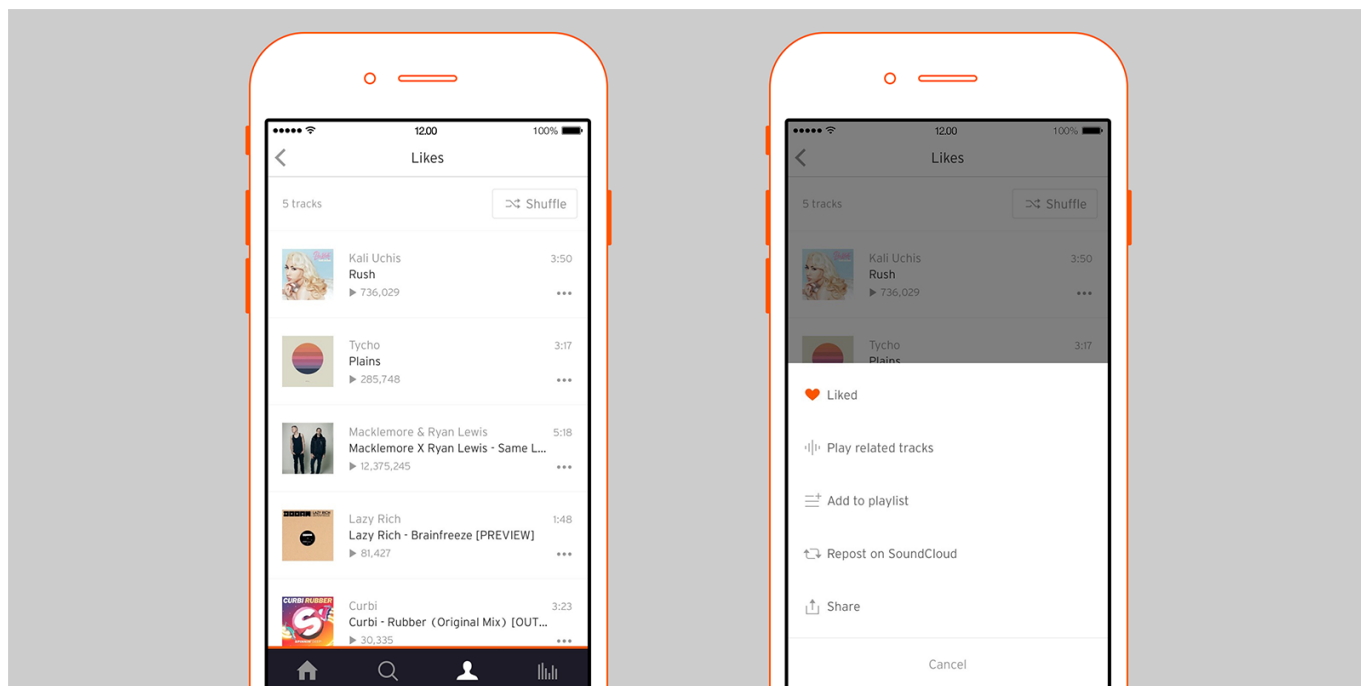 12.00
100%
Likes
5 tracks
Shuffle
Kali Uchis
3:50
Rush
736,029
Tycho
3:17
Plains
285,748
Macklemore & Ryan Lewis
5:18
Macklemore X Ryan Lewis - Same L...
12,375,245
Lazy Rich
1:48
Lazy Rich - Brainfreeze [PREVIEW]
81,427
CURBI RUBBER
Curbi
3:23
Curbi - Rubber (Original Mix) [OUT...
30,335
12.00
100%
Likes
5 tracks
Shuffle
Kali Uchis
3:50
Rush
736,029
Tycho
3:17
Plains
Liked
Play related tracks
Add to playlist
Repost on SoundCloud
Share
Cancel